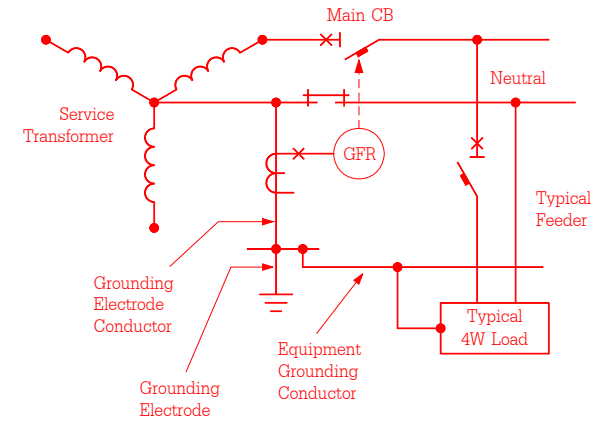 Main CB
Neutral
Service
Transformer
GFR
Typical
Feeder
Grounding
Electrode
Conductor
Typical
4W Load
Equipment
Grounding
Conductor
Grounding
Electrode